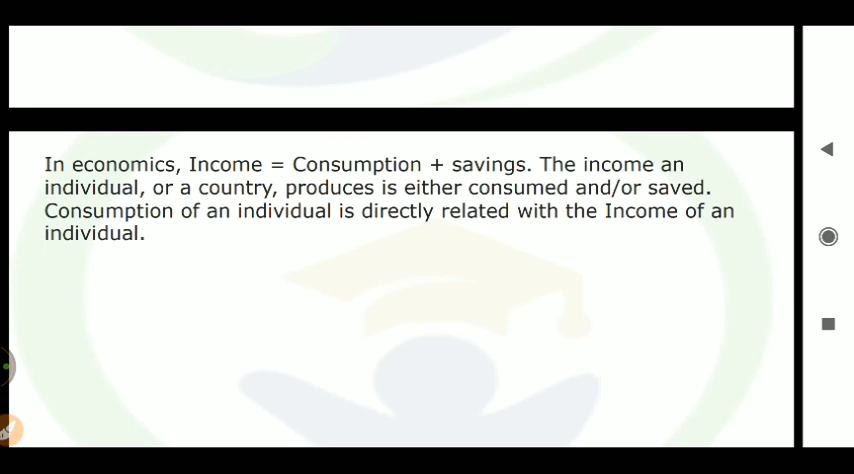 In economics, Income = Consumption + savings. The income an
individual, or a country, produces is either consumed and/or saved.
Consumption of an individual is directly related with the Income of an
individual.